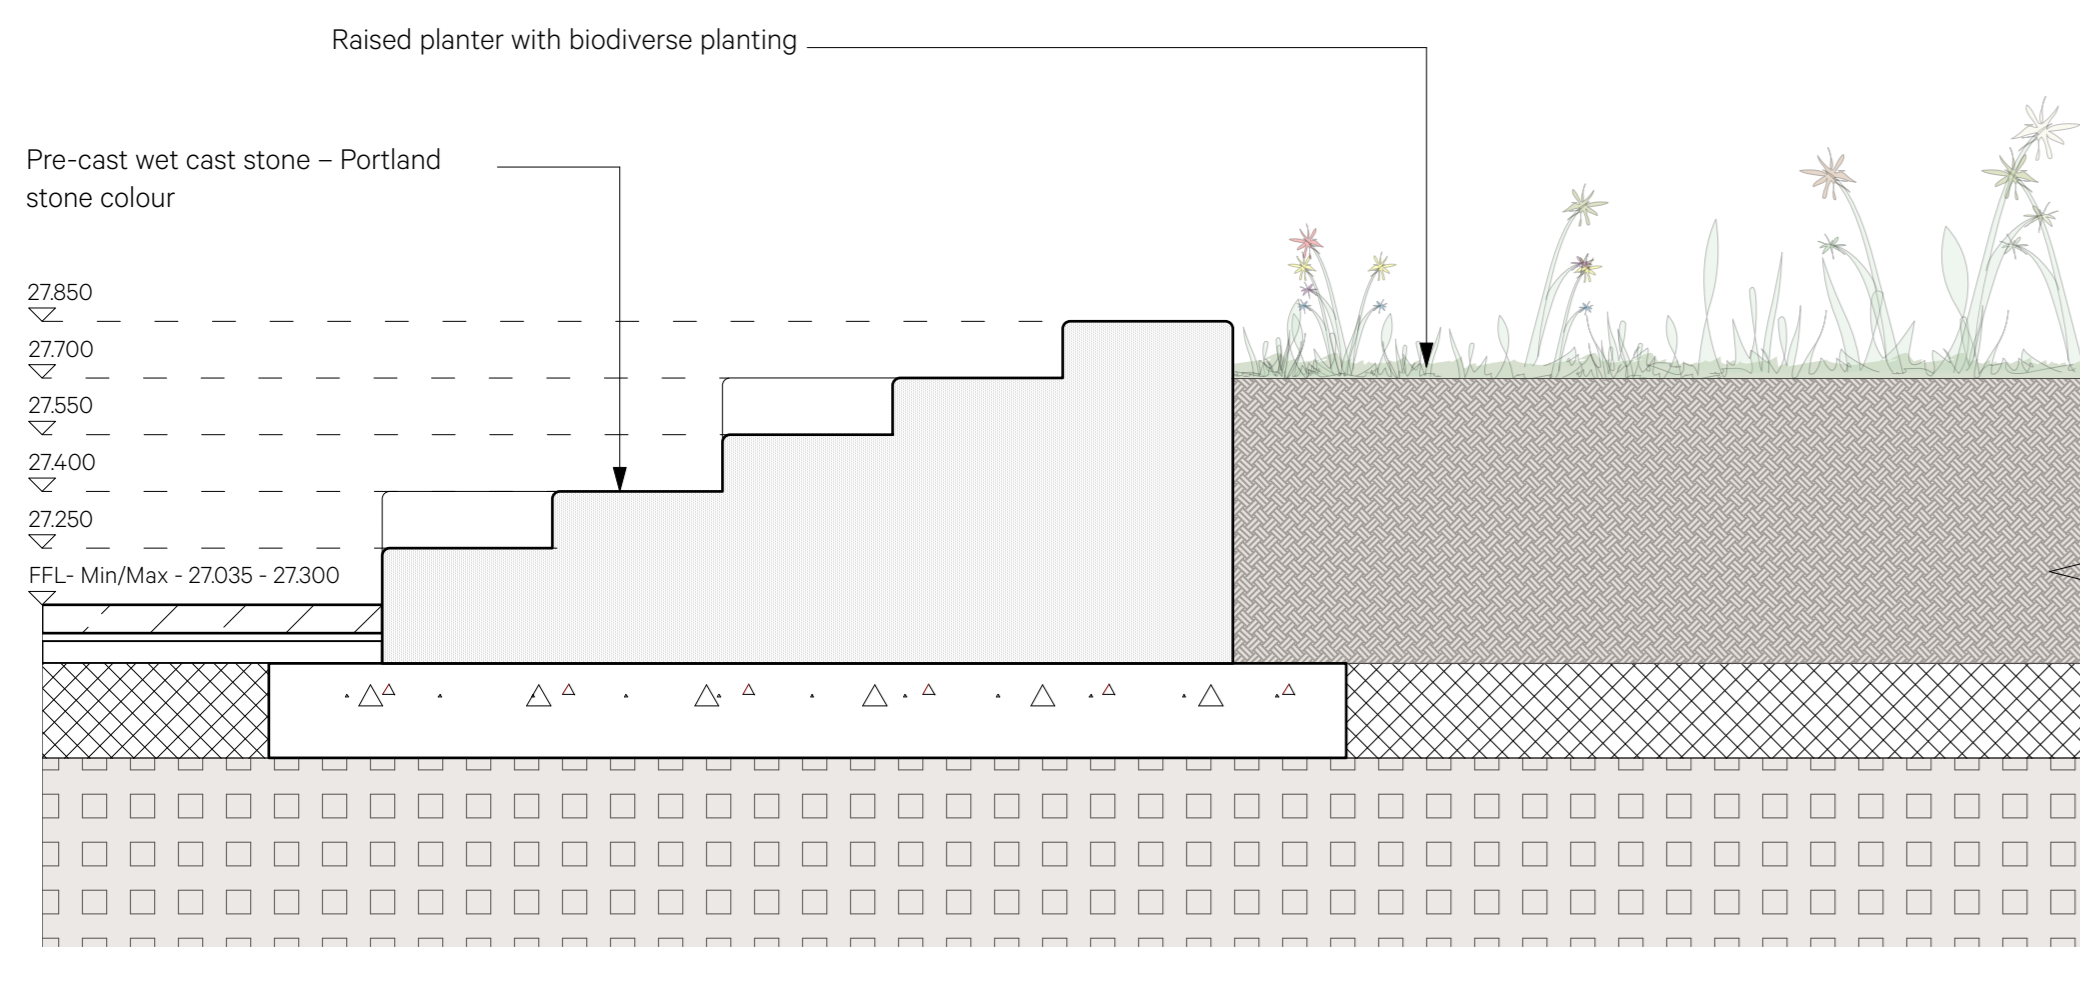 Raised planter with biodiverse planting
Pre-cast wet cast stone – Portland
stone colour
27.850
27.700
27.550
27.400
27.250
FFL- Min/Max - 27.035 - 27.300